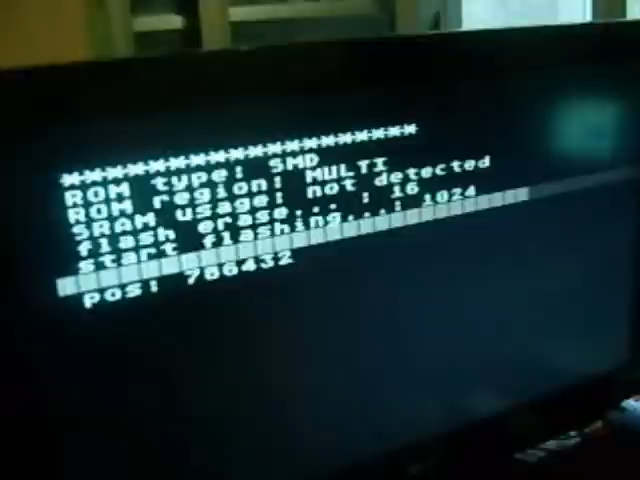 ********************
ROM type: SMD
ROM region: MULTI
SRAM usage: not detected
flash erase... : 16
start flashing...: 1024
pos: 786432